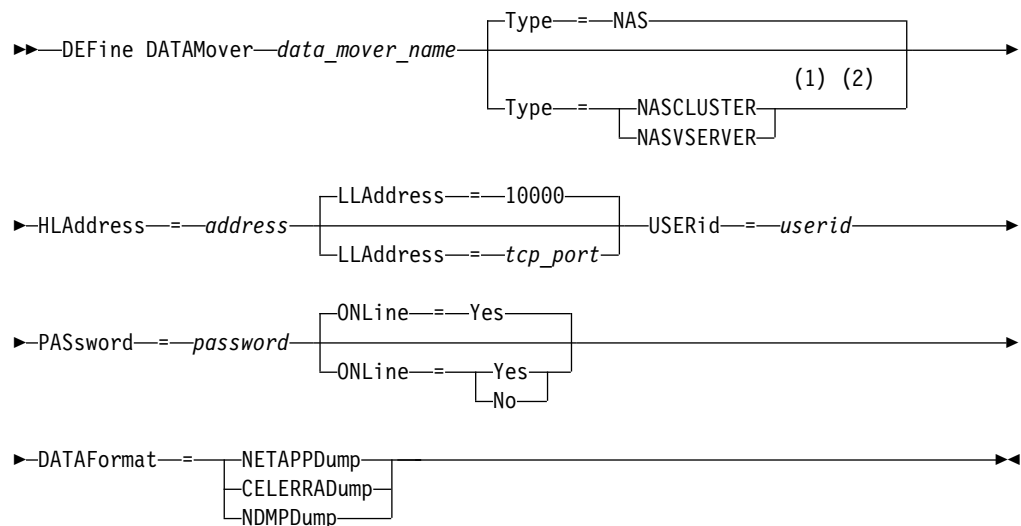 Type = NAS
DEFine DATAMover data_mover_name
(1) (2)
Type = NASCLUSTER
NASVSERVER
LLAddress = 10000
HLAddress = address USERid = userid
LLAddress = tcp_port
ONLine = Yes
PASsword = password
ONLine = Yes
No
DATAFormat = NETAPPDump
CELERRADump
NDMPDump